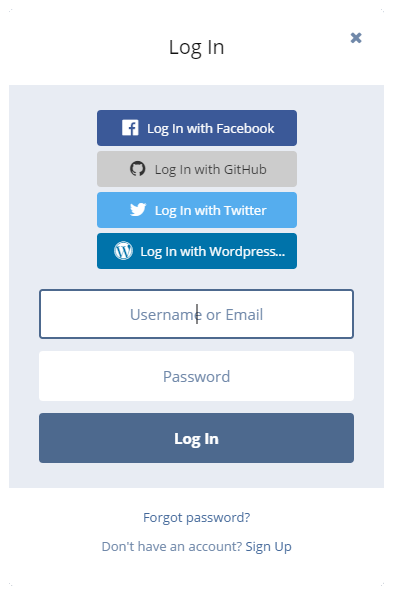 Log In
Log In with Facebook
Log In with GitHub
Log In with Twitter
Log In with Wordpress...
Username or Email
Password
Log In
Forgot password?
Don't have an account? Sign Up